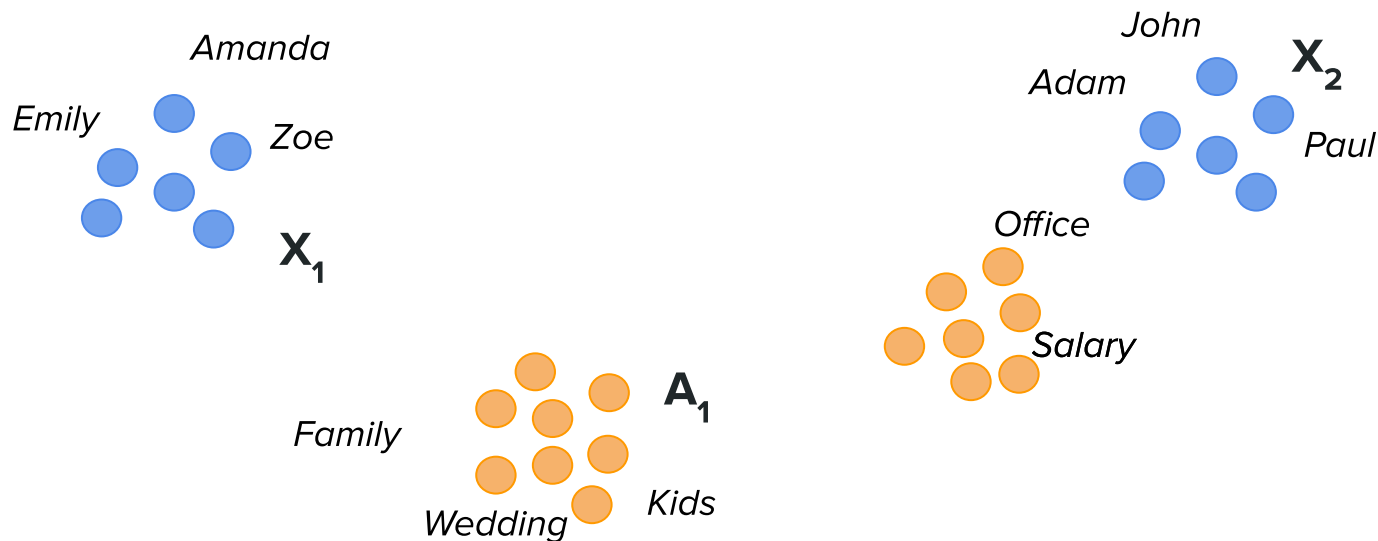 Amanda
Emily
Zoe
X1
John
X2
Adam
Paul
Office
Salary
A1
Family
Wedding
Kids